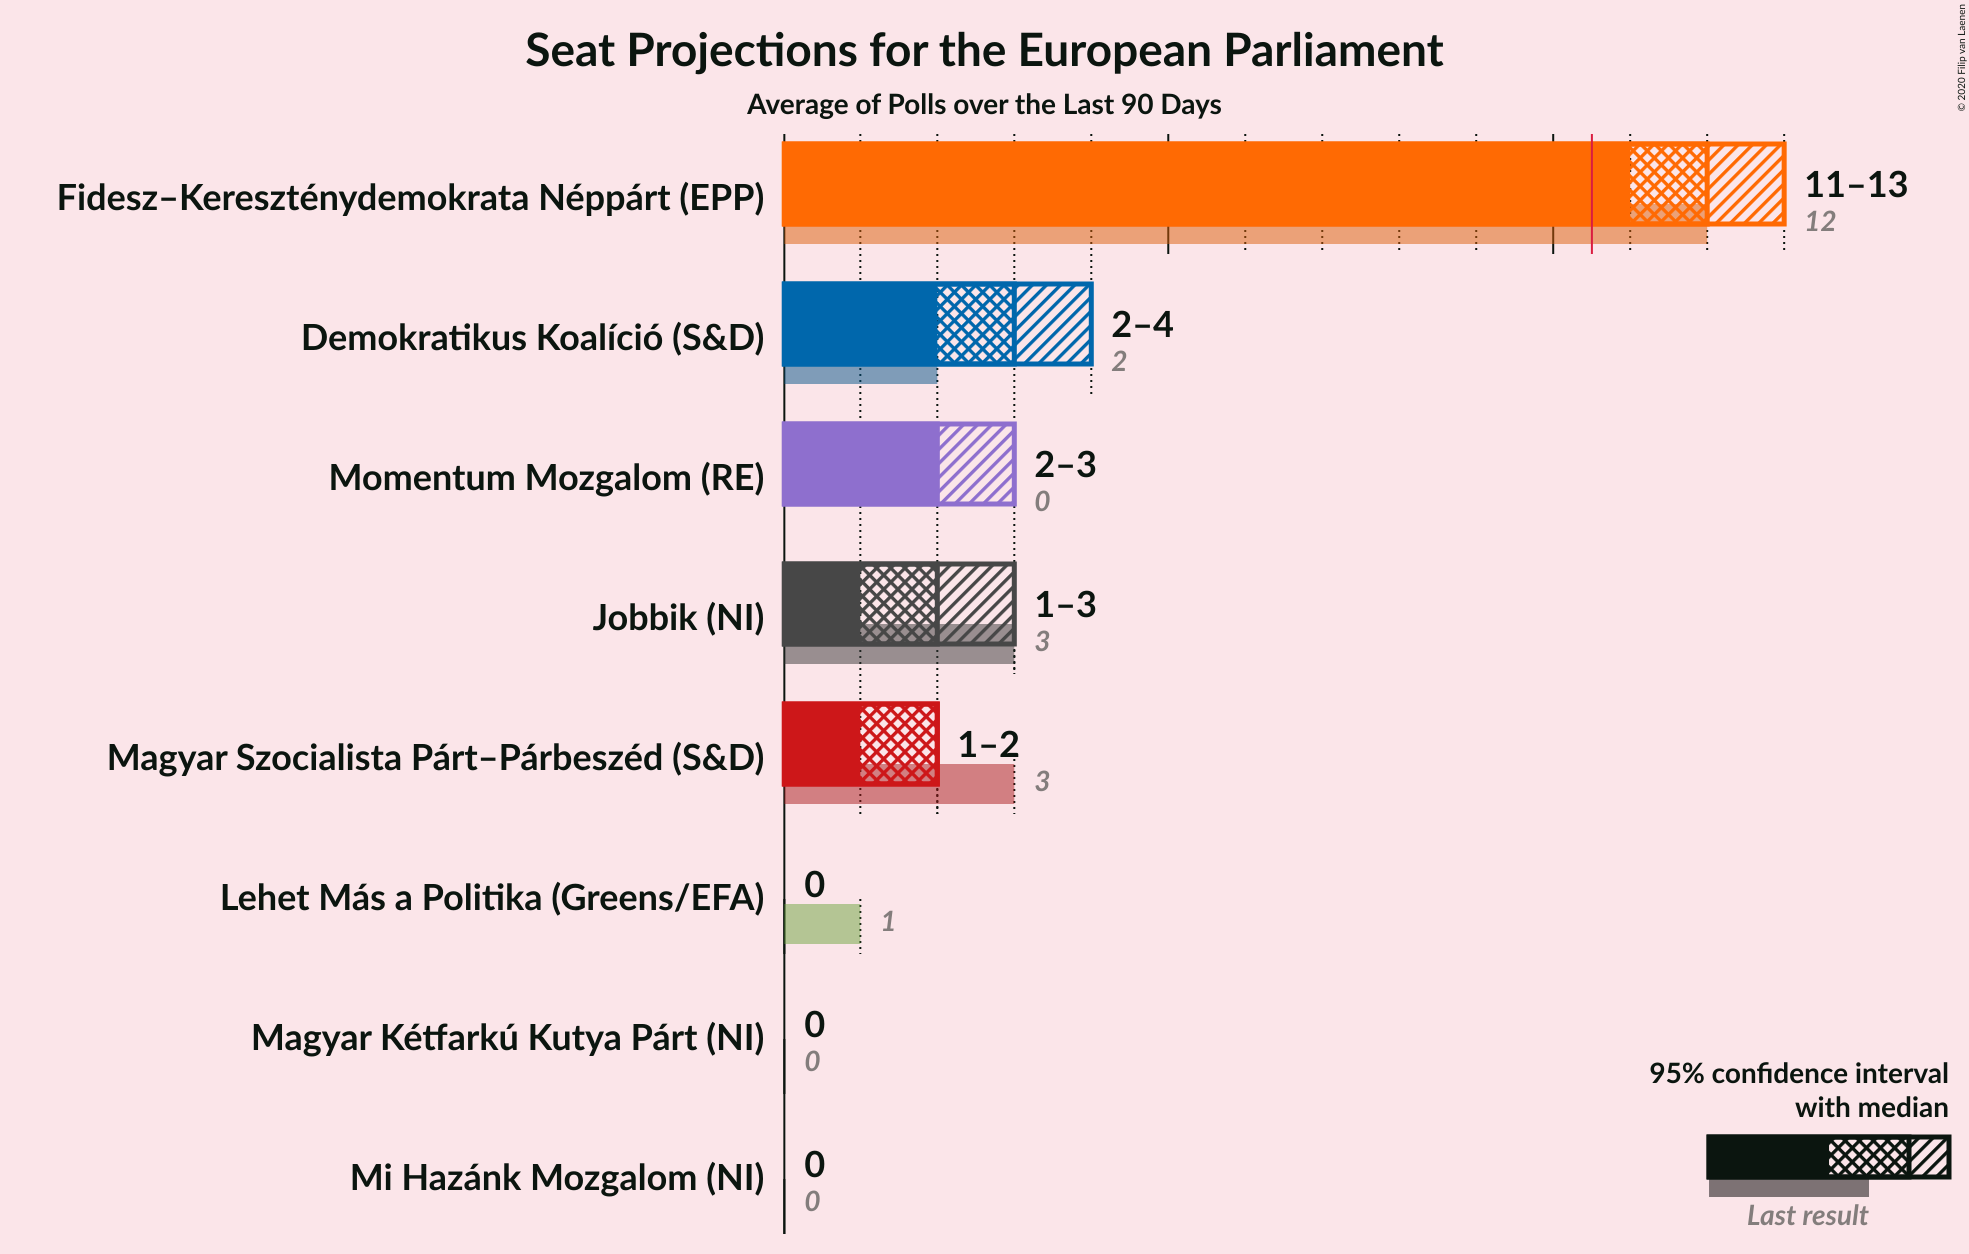 Seat Projections for the European Parliament
Average of Polls over the Last 90 Days
© 2020 Filip van Laenen
Fidesz–Kereszténydemokrata Néppárt (EPP)
11–13
12
Demokratikus Koalíció (S&D)
2–4
2
Momentum Mozgalom (RE)
2–3
0
Jobbik (NI)
1–3
3
Magyar Szocialista Párt–Párbeszéd (S&D)
1–2
3
Lehet Más a Politika (Greens/EFA)
0
1
Magyar Kétfarkú Kutya Párt (NI)
0
0
Mi Hazánk Mozgalom (NI)
0
0
95% confidence interval
with median
Last result